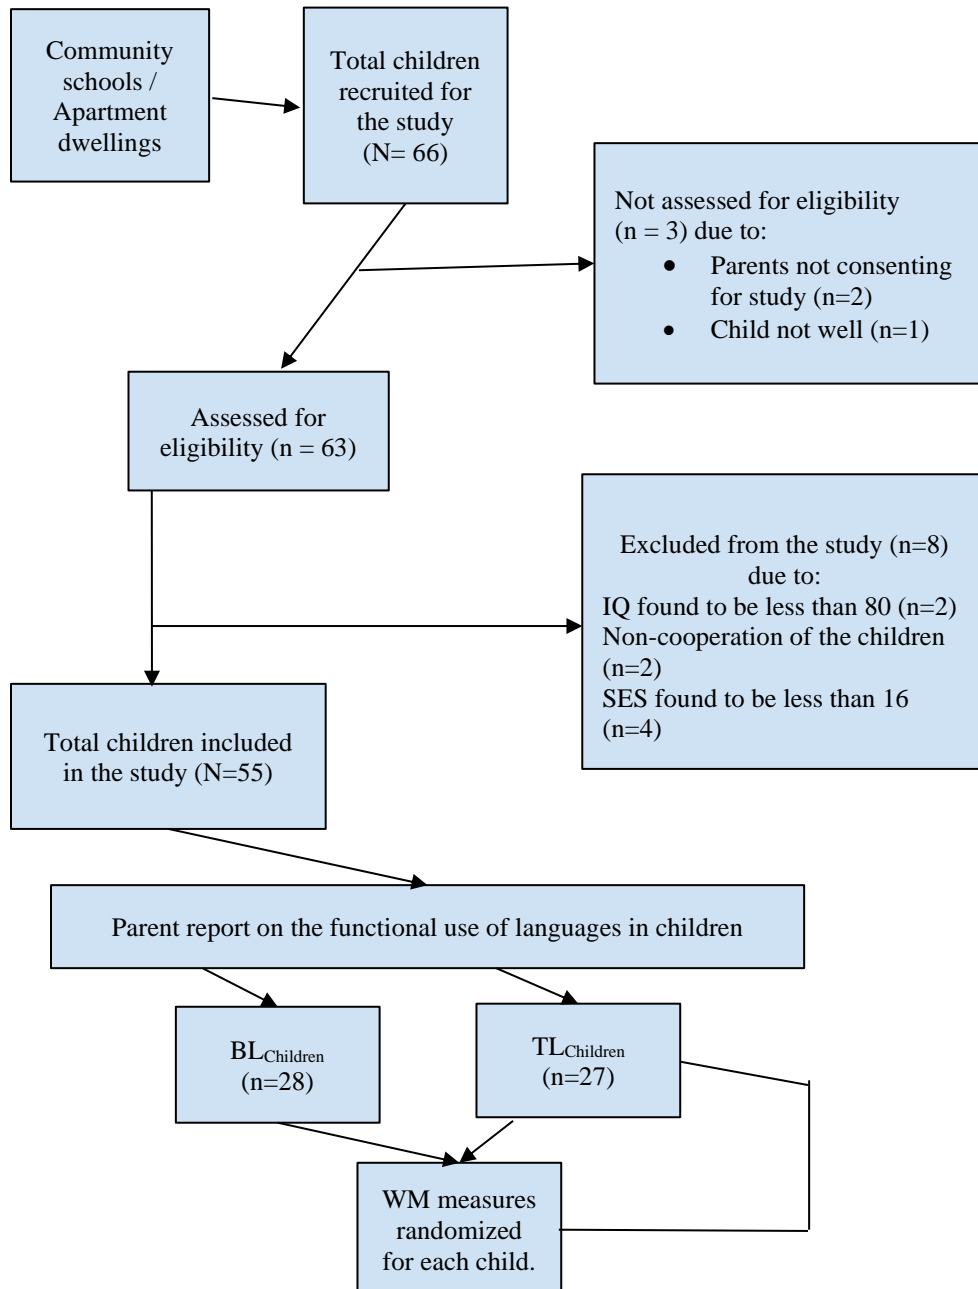 Community
schools /
Apartment
dwellings
Total children
recruited for
the study
(N= 66)
Not assessed for eligibility
(n = 3) due to:
• Parents not consenting
for study (n=2)
• Child not well (n=1)
Assessed for
eligibility (n = 63)
Excluded from the study (n=8)
due to:
IQ found to be less than 80 (n=2)
Non-cooperation of the children
(n=2)
SES found to be less than 16
(n=4)
Total children included
in the study (N=55)
Parent report on the functional use of languages in children
BLChildren
(n=28)
TLChildren
(n=27)
WM measures
randomized
for each child.